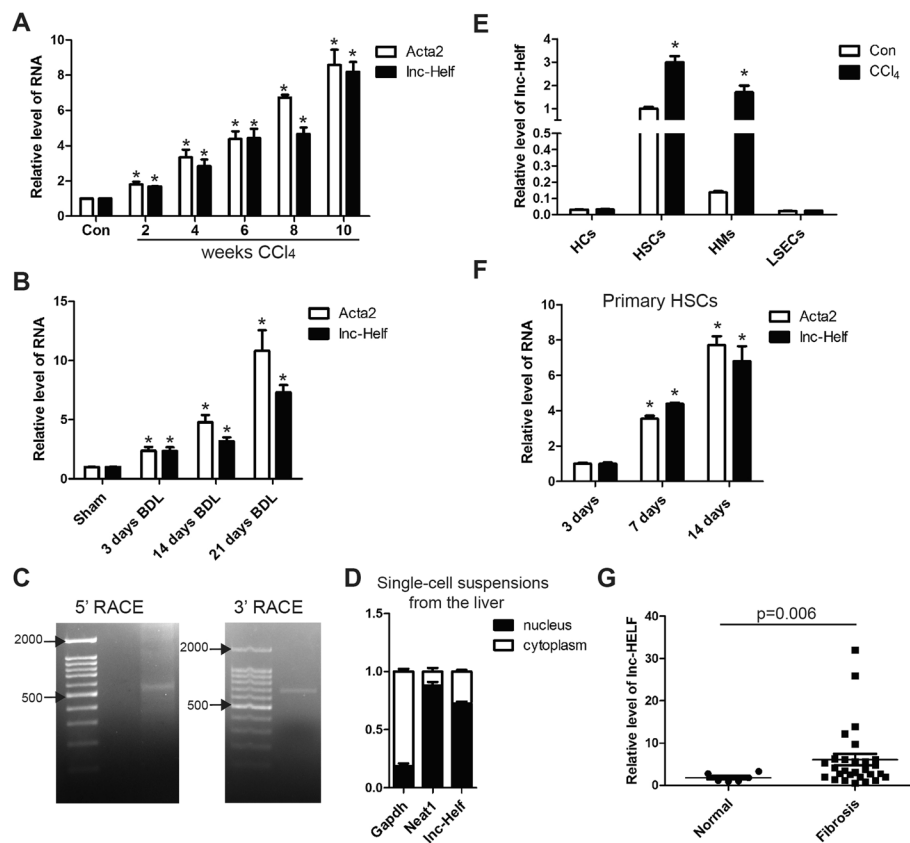 A
Relative level of RNA
10
8
6
4
2
0
Acta2
lnc-Helf
* * * * * * * * * *
Con 2 4 6 8 10
weeks CCl4
B
Relative level of RNA
15
10
5
0
Acta2
lnc-Helf
* * * * * *
Sham
3 days BDL
14 days BDL
21 days BDL
C
5' RACE
2000
500
3' RACE
2000
500
D
Single-cell suspensions
from the liver
nucleus
cytoplasm
1.5
1.0
0.5
0.0
Gapdh
Neat1
lnc-Helf
E
Relative level of lnc-Helf
4
3
2
1
0.5
0.4
0.3
0.2
0.1
0.0
Con
CCl4
* *
HCs
HSCs
HMs
LSECs
F
Primary HSCs
Relative level of RNA
10
8
6
4
2
0
Acta2
lnc-Helf
* * * *
3 days
7 days
14 days
G
p=0.006
Relative level of lnc-HELF
40
30
20
10
0
Normal
Fibrosis